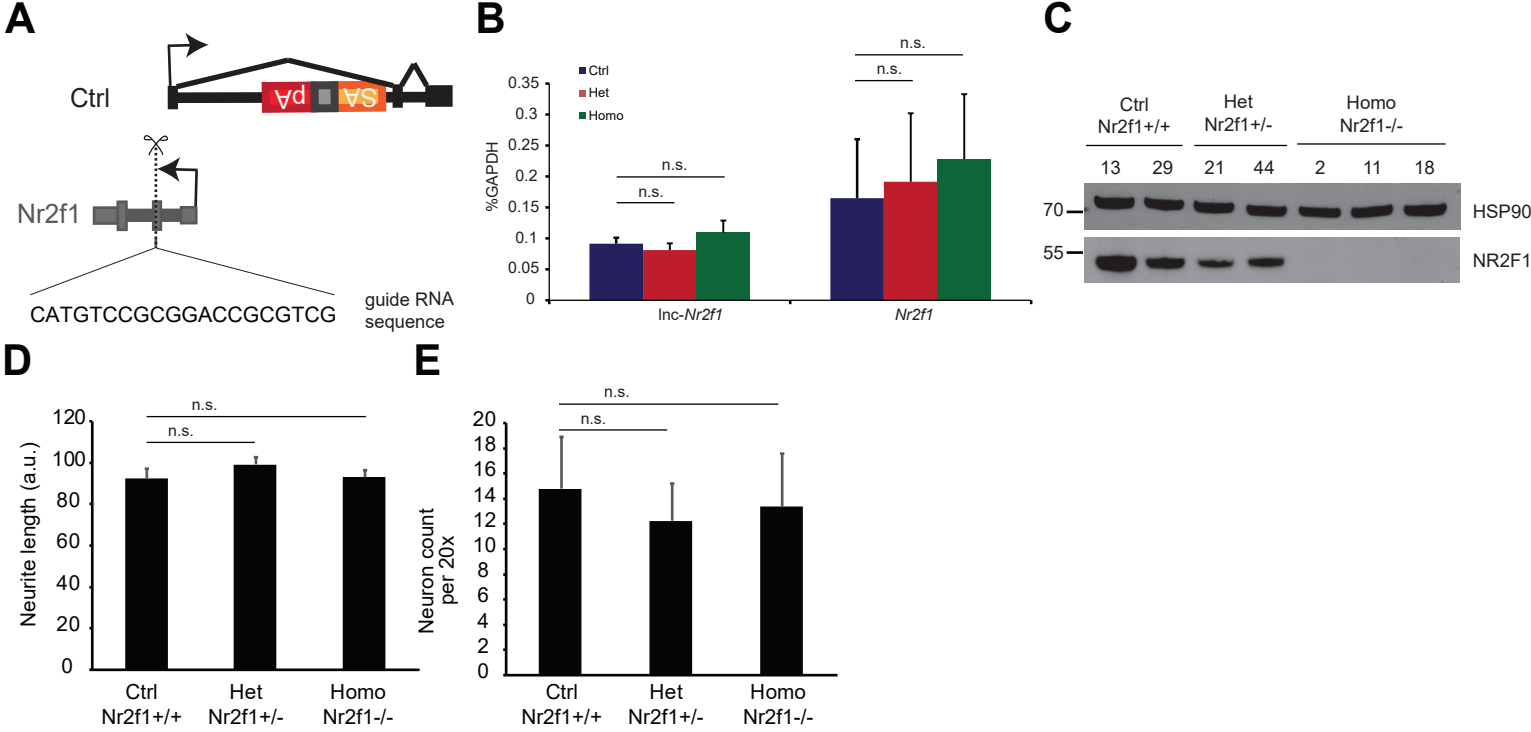 A
Ctrl
pA
SA
Nr2f1
CATGTCCGCGGACCGCGTCG
guide RNA
sequence
B
n.s.
n.s.
Ctrl
Het
Homo
n.s.
n.s.
%GAPDH
0.35
0.3
0.25
0.2
0.15
0.1
0.05
0
lnc-Nr2f1
Nr2f1
C
Ctrl
Nr2f1+/+
Het
Nr2f1+/-
Homo
Nr2f1-/-
13 29 21 44 2 11 18
70
HSP90
55
NR2F1
D
n.s.
n.s.
Neurite length (a.u.)
120
100
80
60
40
20
0
Ctrl
Nr2f1+/+
Het
Nr2f1+/-
Homo
Nr2f1-/-
E
n.s.
n.s.
Neuron count
per 20x
20
18
16
14
12
10
8
6
4
2
0
Ctrl
Nr2f1+/+
Het
Nr2f1+/-
Homo
Nr2f1-/-